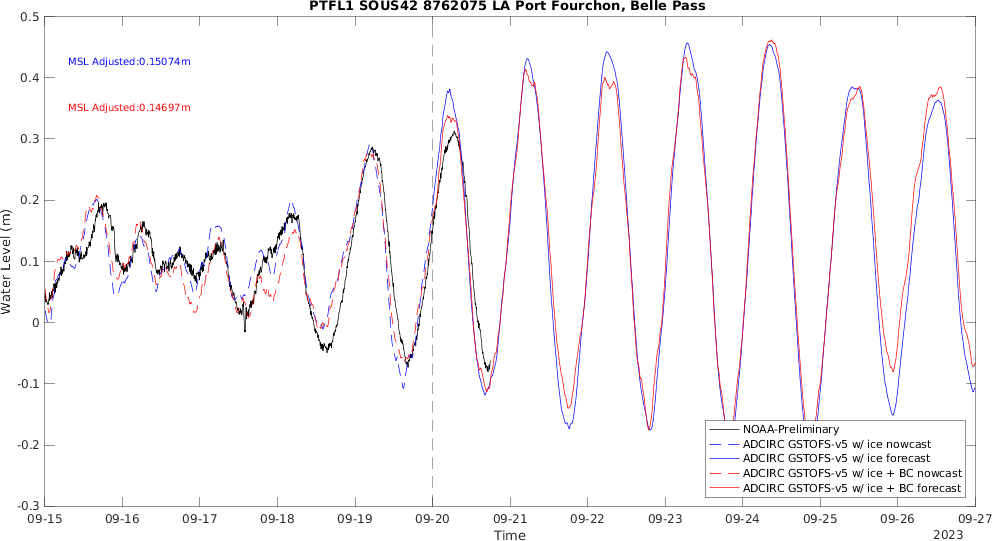 PTFL1 SOUS42 8762075 LA Port Fourchon, Belle Pass
0.5
0.4
0.3
0.2
0.1
0
-0.1
-0.2
-0.3
Water Level (m)
MSL Adjusted:0.15074m
MSL Adjusted:0.14697m
NOAA-Preliminary
ADCIRC GSTOFS-v5 w/ ice nowcast
ADCIRC GSTOFS-v5 w/ ice forecast
ADCIRC GSTOFS-v5 w/ ice + BC nowcast
ADCIRC GSTOFS-v5 w/ ice + BC forecast
09-15 09-16 09-17 09-18 09-19 09-20 09-21 09-22 09-23 09-24 09-25 09-26 09-27
Time
2023